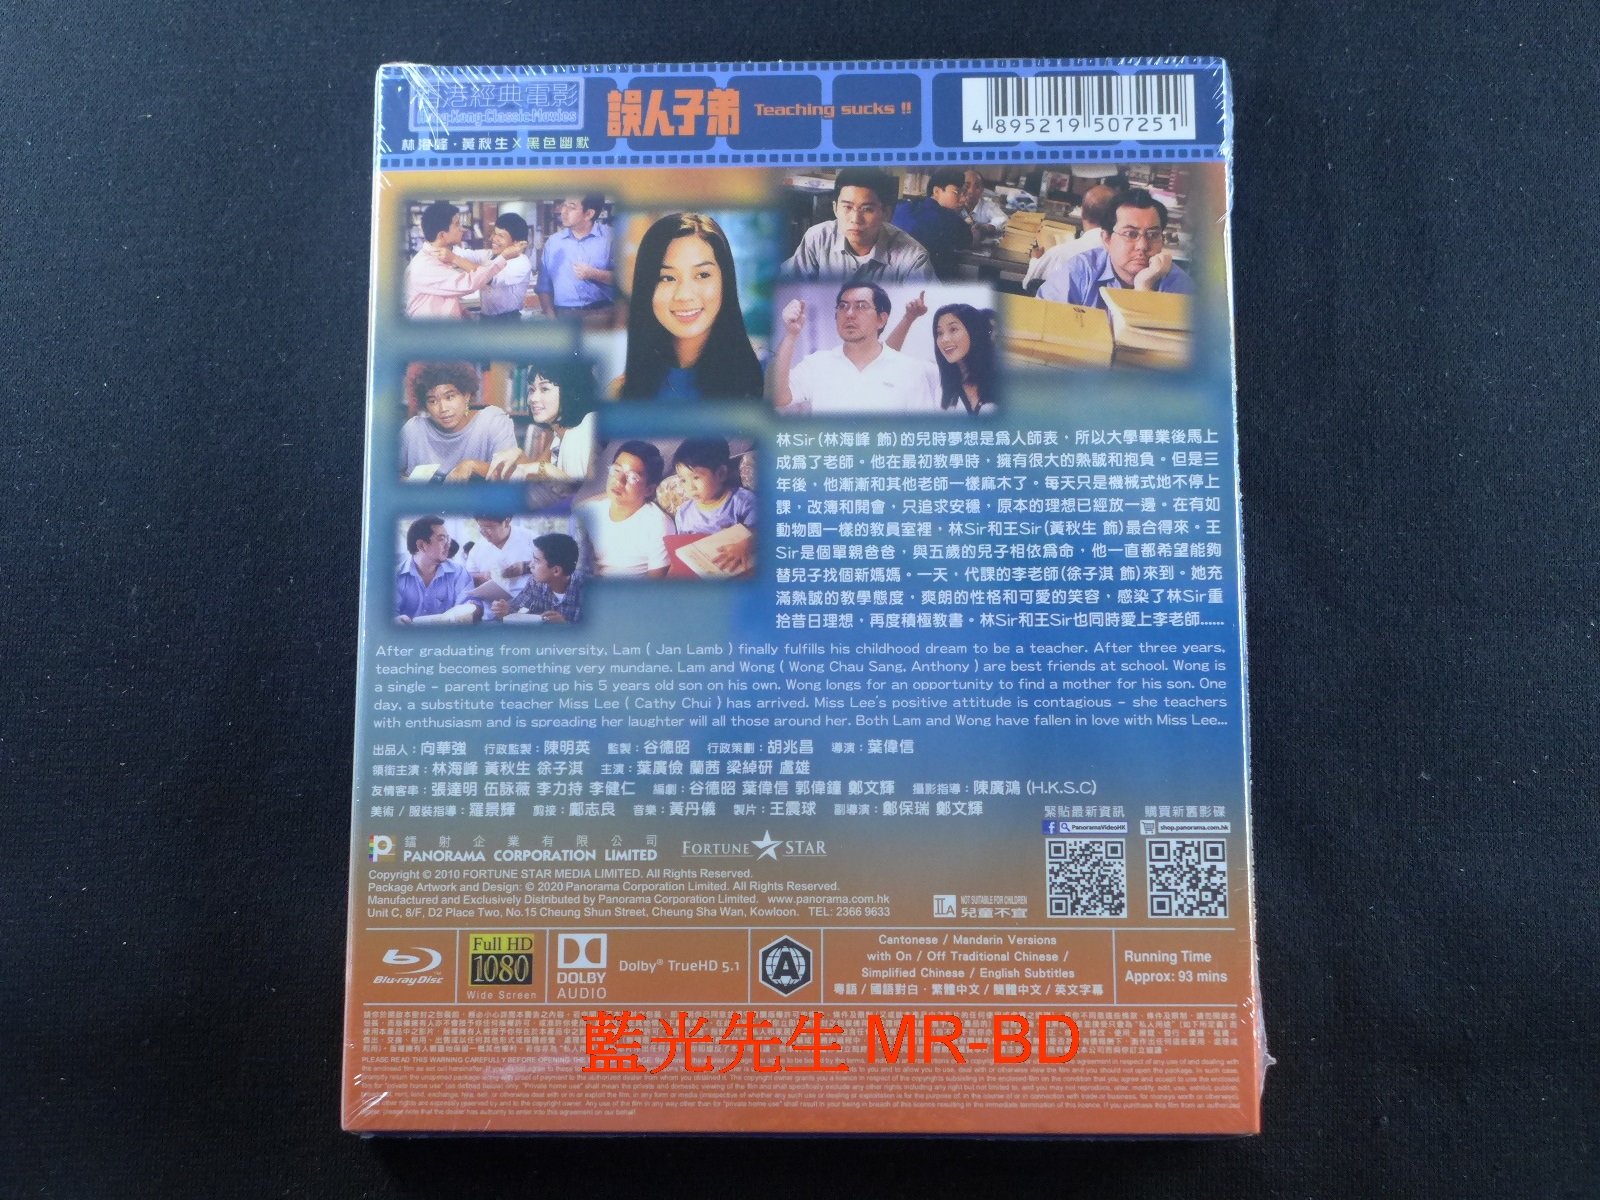 香港經典電影
Hong Kong Classic Movies
林海峰・黃秋生×黑色幽默
誤人子弟
Teaching sucks !!
4 895219 507251
林Sir(林海峰 飾)的兒時夢想是為人師表，所以大學畢業後馬上
成為了老師。他在最初教學時，擁有很大的熱誠和抱負。但是三
年後，他漸漸和其他老師一樣麻木了。每天只是機械式地不停上
課，改簿和開會，只追求安穩，原本的理想已經放一邊。在有如
動物園一樣的教員室裡，林Sir和王Sir(黃秋生 飾)最合得來。王
Sir是個單親爸爸，與五歲的兒子相依為命，他一直都希望能夠
替兒子找個新媽媽。一天，代課的李老師(徐子淇 飾)來到。她充
滿熱誠的教學態度，爽朗的性格和可愛的笑容，感染了林Sir重
拾昔日理想，再度積極教書。林Sir和王Sir也同時愛上李老師......
After graduating from university, Lam ( Jan Lamb ) finally fulfills his childhood dream to be a teacher. After three years,
teaching becomes something very mundane. Lam and Wong ( Wong Chau Sang, Anthony ) are best friends at school. Wong is
a single - parent bringing up his 5 years old son on his own. Wong longs for an opportunity to find a mother for his son. One
day, a substitute teacher Miss Lee ( Cathy Chui ) has arrived. Miss Lee's positive attitude is contagious - she teachers
with enthusiasm and is spreading her laughter will all those around her. Both Lam and Wong have fallen in love with Miss Lee...
出品人：向華強 行政監製：陳明英 監製：谷德昭 行政策劃：胡兆昌 導演：葉偉信
領銜主演：林海峰 黃秋生 徐子淇 主演：葉廣儉 蘭茜 梁綽研 盧雄
友情客串：張達明 伍詠薇 李力持 李健仁 編劇：谷德昭 葉偉信 郭偉鐘 鄭文輝 攝影指導：陳廣鴻 (H.K.S.C)
美術 / 服裝指導：羅景輝 剪接：鄺志良 音樂：黃丹儀 製片：王震球 副導演：鄭保瑞 鄭文輝
緊貼最新資訊
PanoramaVideoHK
購買新舊影碟
shop.panorama.com.hk
鐳射企業有限公司
PANORAMA CORPORATION LIMITED
FORTUNE STAR
Copyright © 2010 FORTUNE STAR MEDIA LIMITED. All Rights Reserved.
Package Artwork and Design: © 2020 Panorama Corporation Limited. All Rights Reserved.
Manufactured and Exclusively Distributed by Panorama Corporation Limited. www.panorama.com.hk
Unit C, 8/F, D2 Place Two, No.15 Cheung Shun Street, Cheung Sha Wan, Kowloon. TEL: 2366 9633
IIA
NOT SUITABLE FOR CHILDREN
兒童不宜
Blu-ray Disc
Full HD
1080
Wide Screen
DOLBY
AUDIO
Dolby® TrueHD 5.1
A
Cantonese / Mandarin Versions
with On / Off Traditional Chinese /
Simplified Chinese / English Subtitles
粵語 / 國語對白・繁體中文 / 簡體中文 / 英文字幕
Running Time
Approx: 93 mins
藍光先生 MR-BD